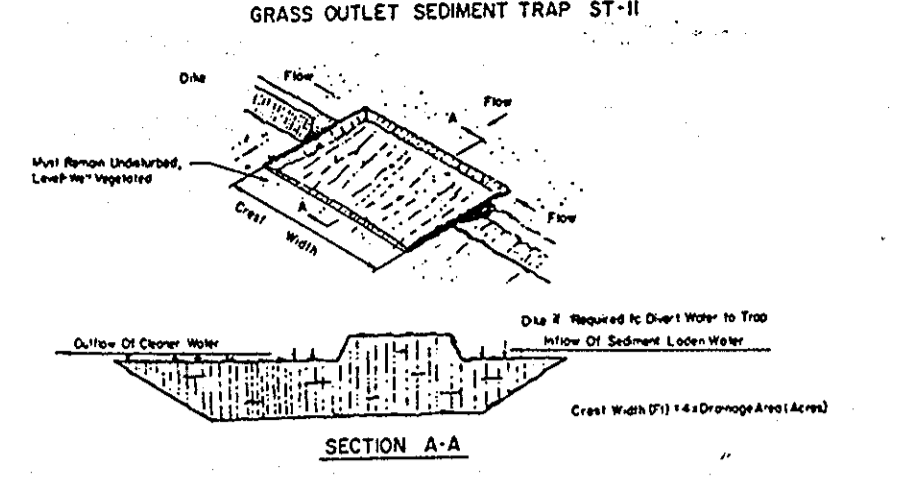 GRASS OUTLET SEDIMENT TRAP ST-II
Dike
Flow
Flow
A
Must Remain Undisturbed,
Level Well Vegetated
A
Crest Width
Flow
Dike if Required to Divert Water to Trap
Outflow Of Cleaner Water
Inflow Of Sediment Laden Water
Crest Width (Ft) = 4 x Drainage Area (Acres)
SECTION A-A